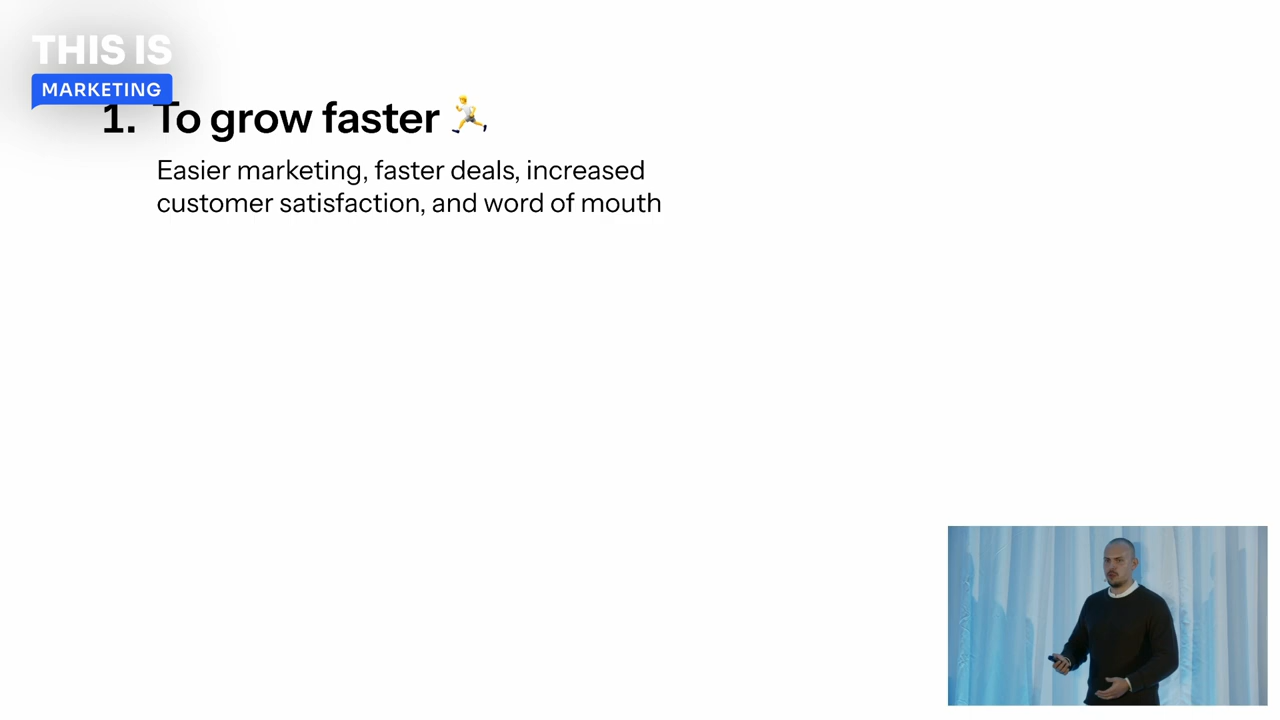 THIS IS
MARKETING
1. To grow faster 🏃
Easier marketing, faster deals, increased
customer satisfaction, and word of mouth